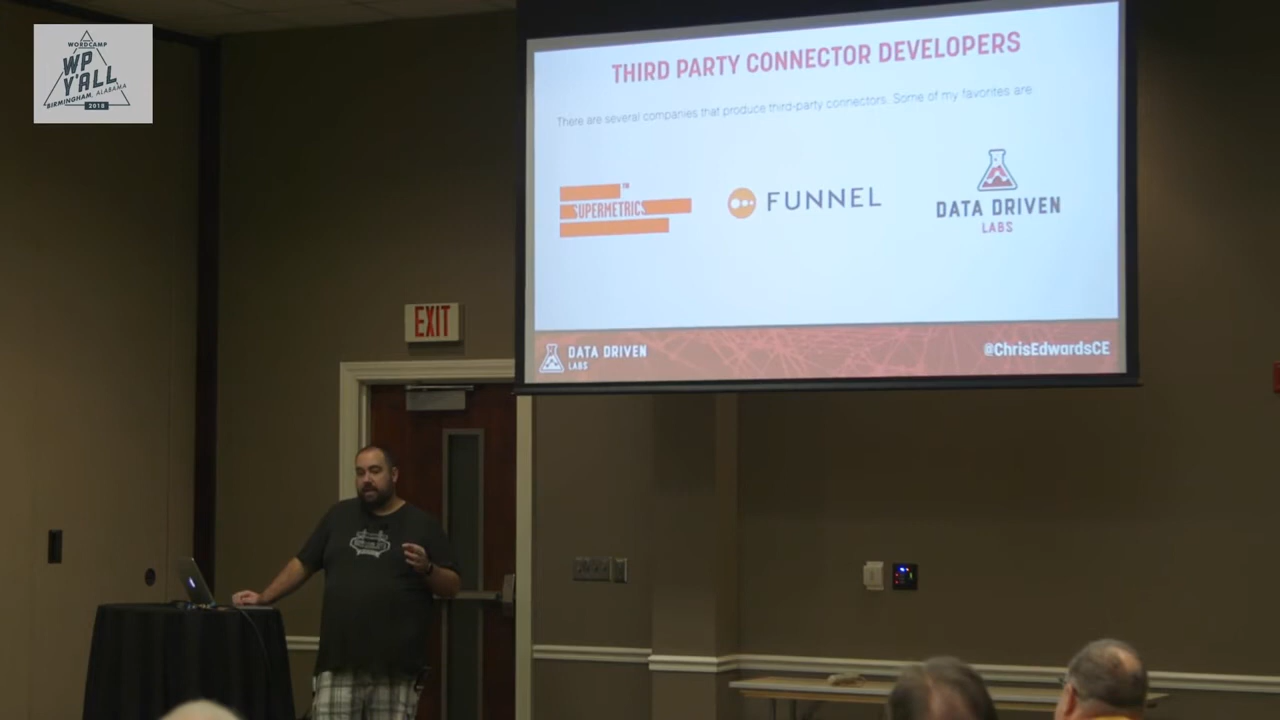 WORDCAMP
WP
Y'ALL
BIRMINGHAM, ALABAMA
2018
THIRD PARTY CONNECTOR DEVELOPERS
There are several companies that produce third-party connectors. Some of my favorites are
SUPERMETRICS™
FUNNEL
DATA DRIVEN
LABS
EXIT
DATA DRIVEN
LABS
@ChrisEdwardsCE